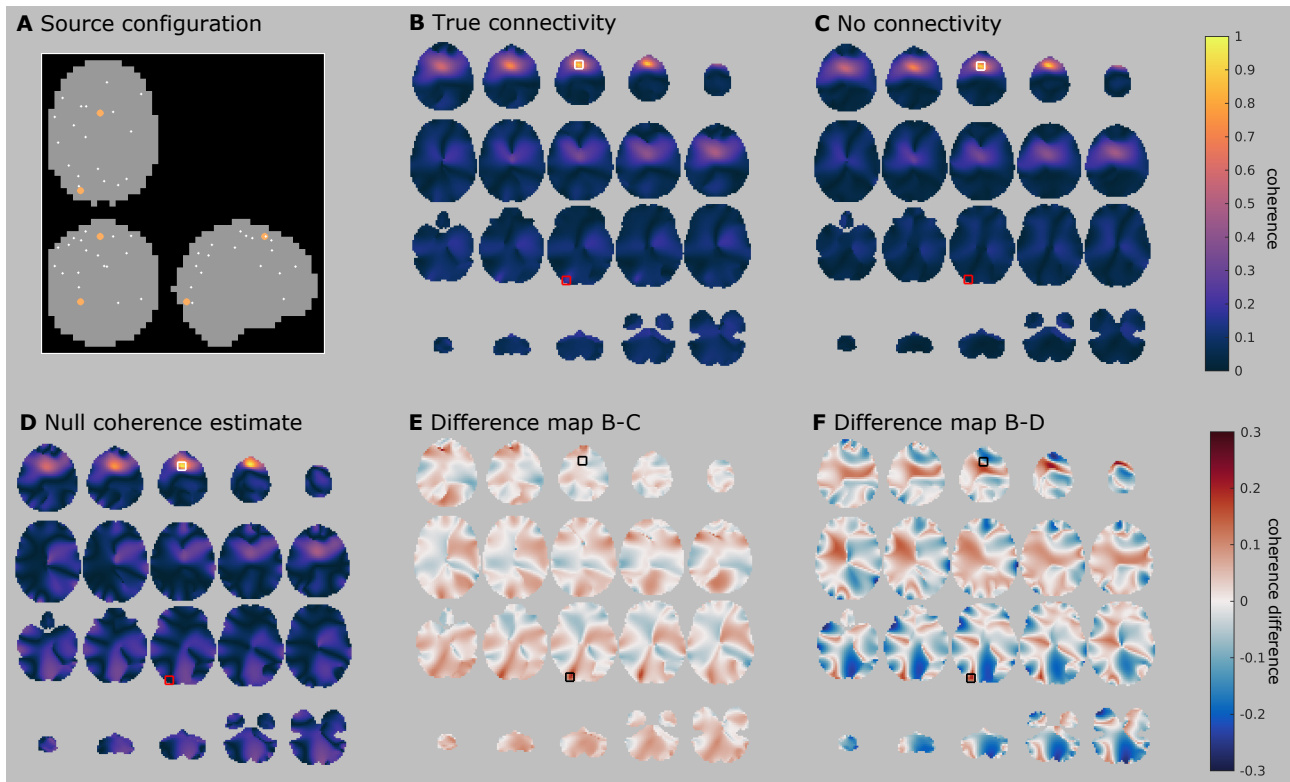 A Source configuration
B True connectivity
C No connectivity
1
0.9
0.8
0.7
0.6
0.5
0.4
0.3
0.2
0.1
0
coherence
D Null coherence estimate
E Difference map B-C
F Difference map B-D
0.3
0.2
0.1
0
-0.1
-0.2
-0.3
coherence difference